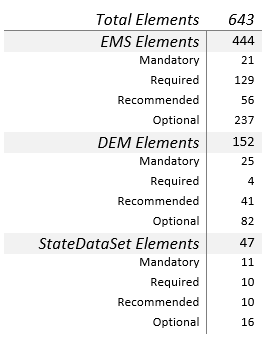 Total Elements 643
EMS Elements 444
Mandatory 21
Required 129
Recommended 56
Optional 237
DEM Elements 152
Mandatory 25
Required 4
Recommended 41
Optional 82
StateDataSet Elements 47
Mandatory 11
Required 10
Recommended 10
Optional 16